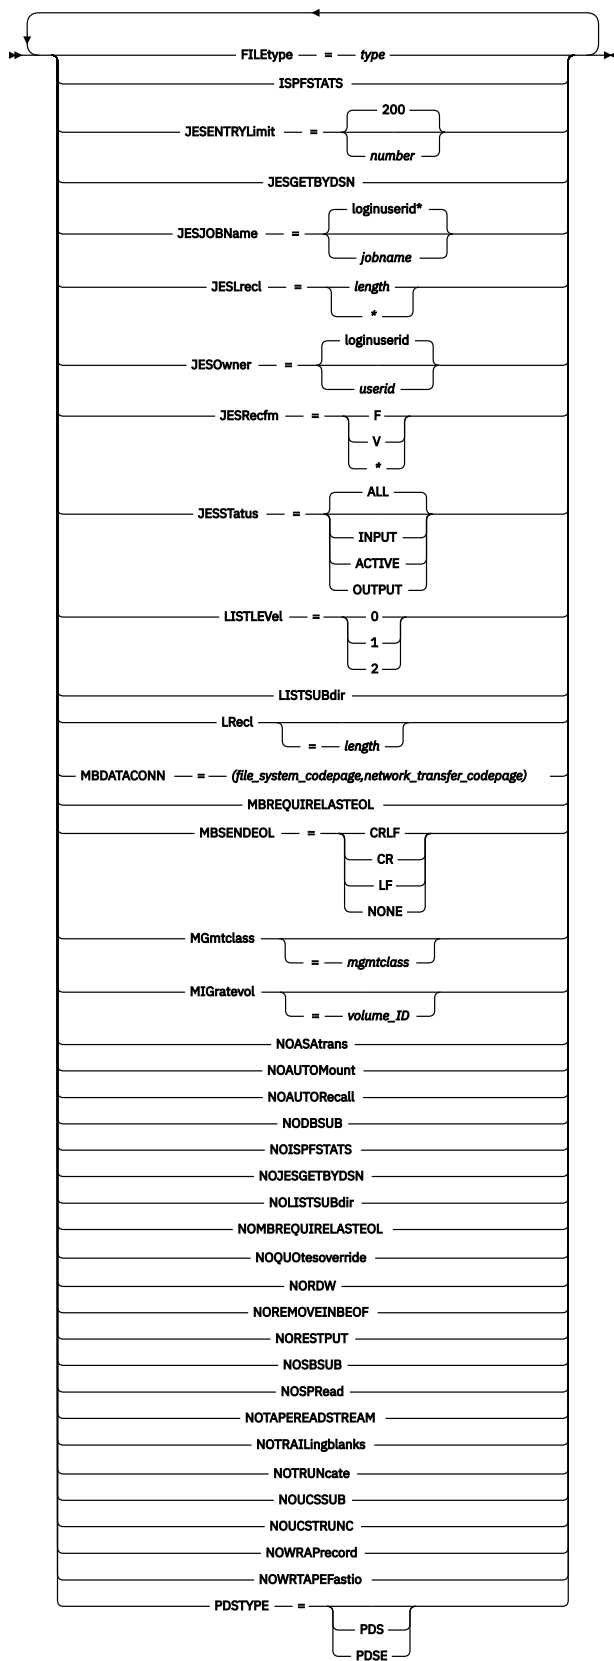 FILEtype = type
ISPFSTATS
200
JESENTRYLimit =
number
JESGETBYDSN
loginuserid*
JESJOBName =
jobname
JESLrecl = length
*
loginuserid
JESOwner =
userid
JESRecfm = F
V
*
ALL
JESSTatus =
INPUT
ACTIVE
OUTPUT
LISTLEVel = 0
1
2
LISTSUBdir
LRecl
= length
MBDATACONN = (file_system_codepage,network_transfer_codepage)
MBREQUIRELASTEOL
MBSENDEOL = CRLF
CR
LF
NONE
MGmtclass
= mgmtclass
MIGratevol
= volume_ID
NOASAtrans
NOAUTOMount
NOAUTORecall
NODBSUB
NOISPFSTATS
NOJESGETBYDSN
NOLISTSUBdir
NOMBREQUIRELASTEOL
NOQUOtesoverride
NORDW
NOREMOVEINBEOF
NORESTPUT
NOSBSUB
NOSPRead
NOTAPEREADSTREAM
NOTRAILingblanks
NOTRUNcate
NOUCSSUB
NOUCSTRUNC
NOWRAPrecord
NOWRTAPEFastio
PDSTYPE =
PDS
PDSE